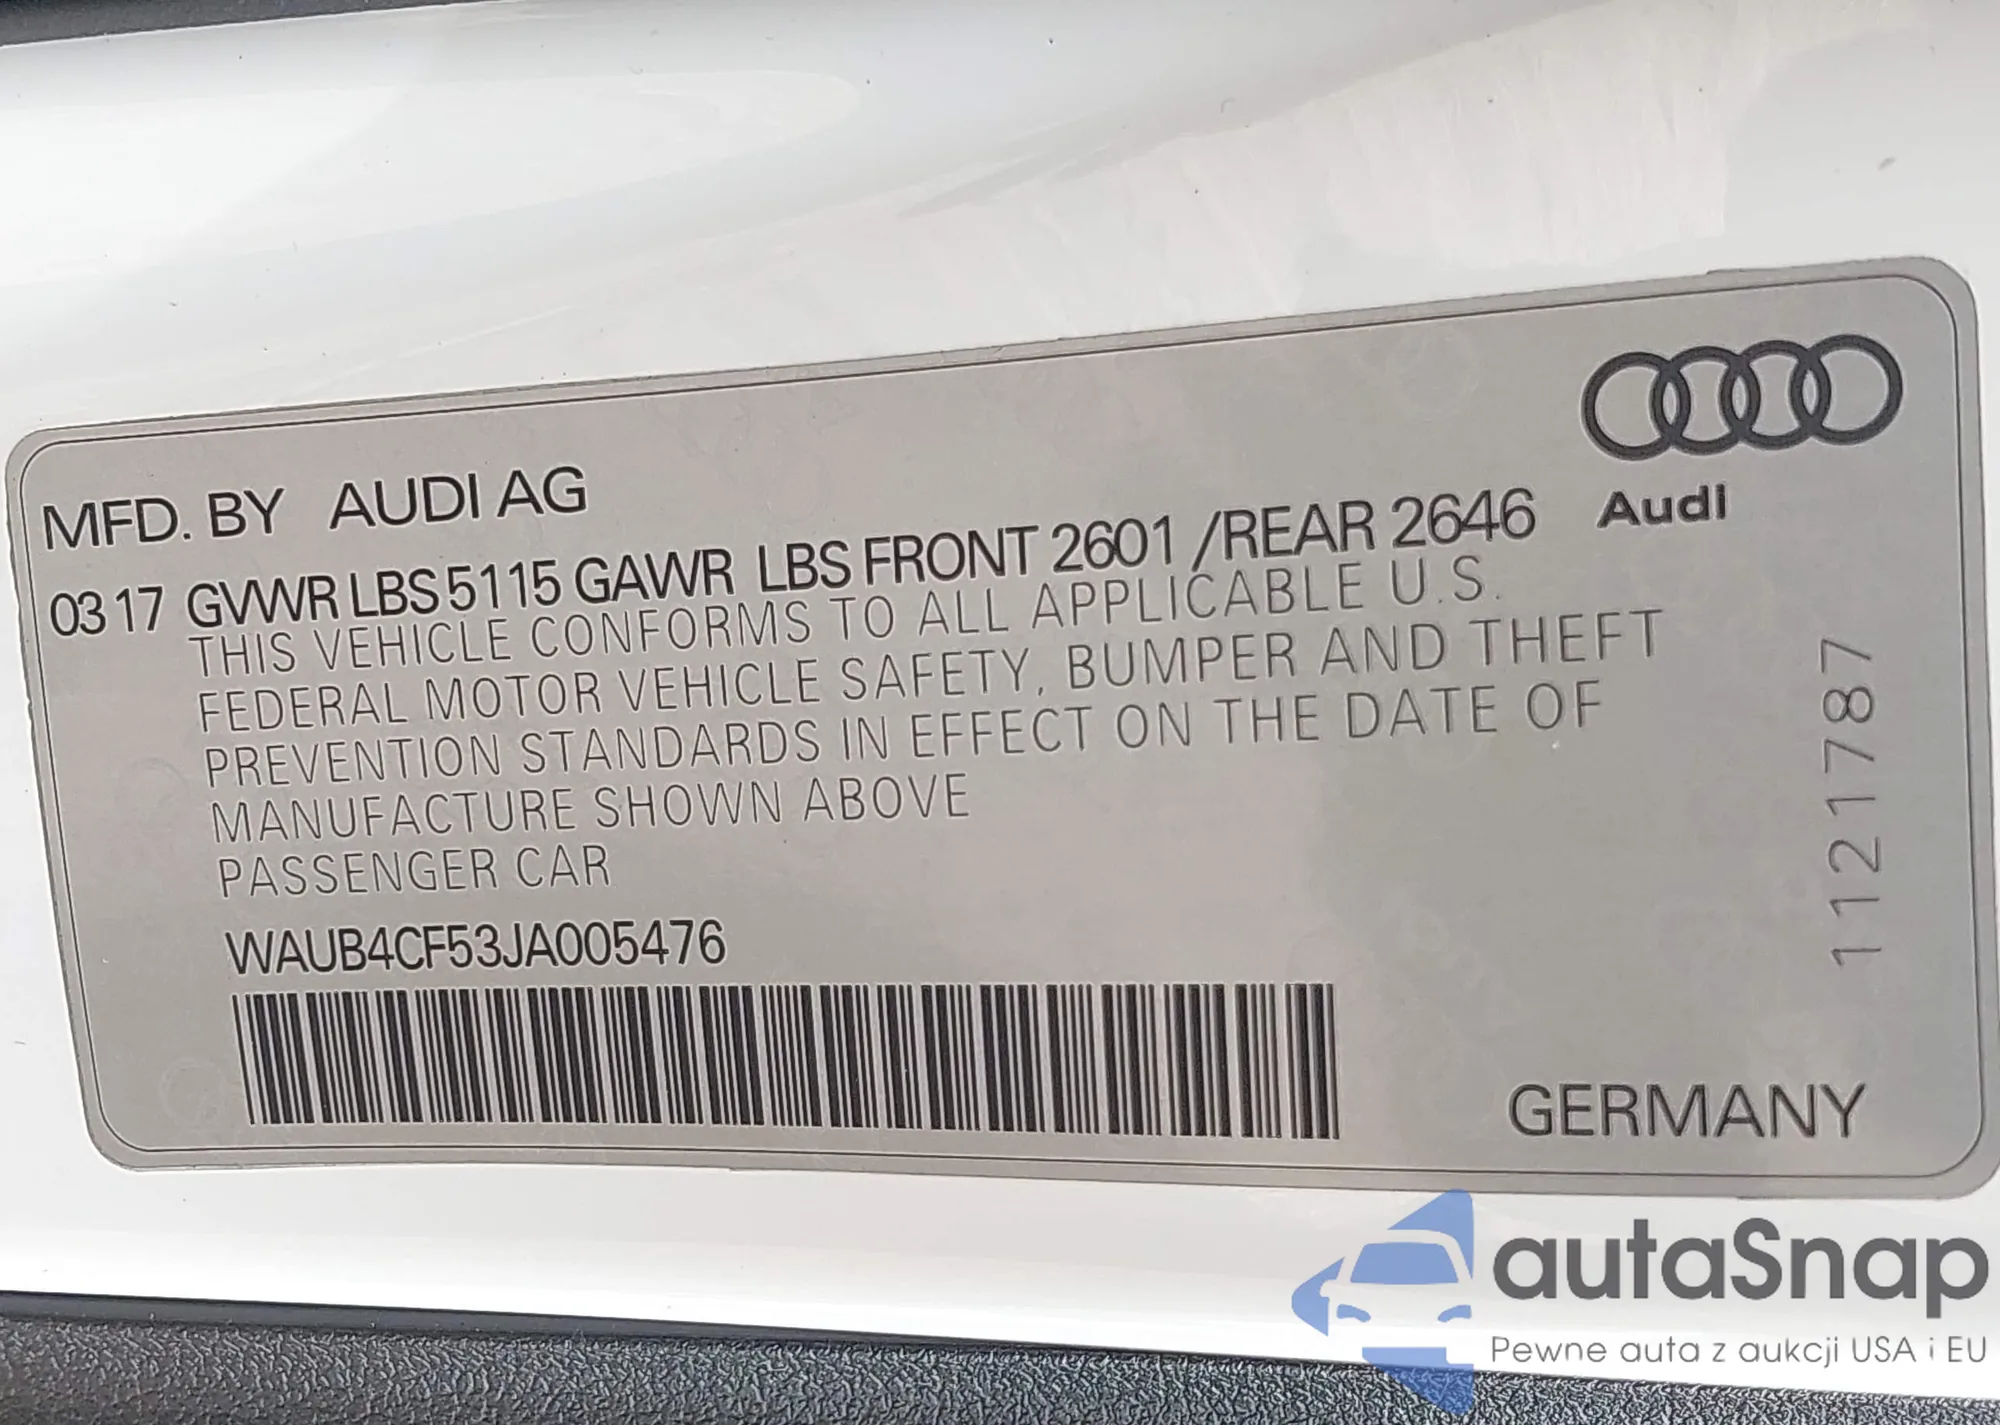 MFD. BY AUDI AG
03 17 GVWR LBS 5115 GAWR LBS FRONT 2601 /REAR 2646
Audi
THIS VEHICLE CONFORMS TO ALL APPLICABLE U.S.
FEDERAL MOTOR VEHICLE SAFETY, BUMPER AND THEFT
PREVENTION STANDARDS IN EFFECT ON THE DATE OF
MANUFACTURE SHOWN ABOVE
PASSENGER CAR
WAUB4CF53JA005476
1121787
GERMANY
autaSnap
Pewne auta z aukcji USA i EU